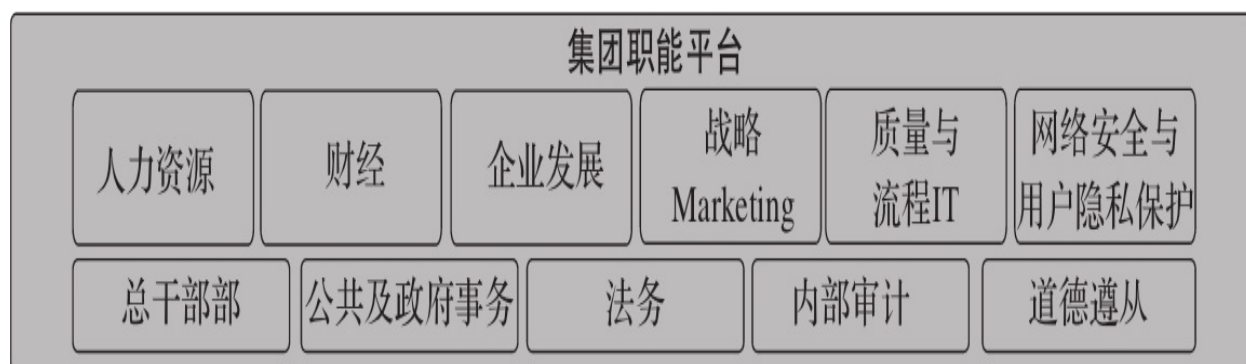 集团职能平台
人力资源
财经
企业发展
战略
Marketing
质量与
流程IT
网络安全与
用户隐私保护
总干部部
公共及政府事务
法务
内部审计
道德遵从